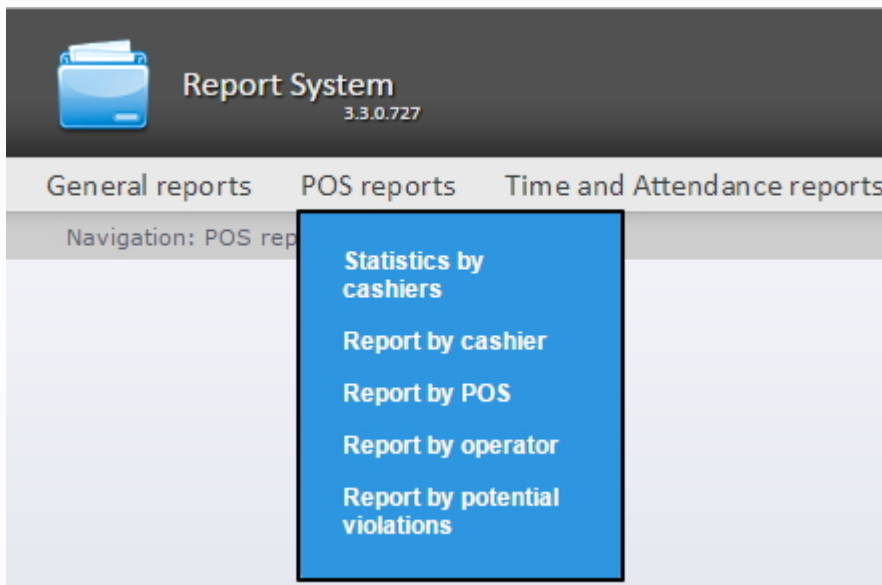 Report System
3.3.0.727
General reports POS reports Time and Attendance reports
Navigation: POS rep
Statistics by
cashiers
Report by cashier
Report by POS
Report by operator
Report by potential
violations